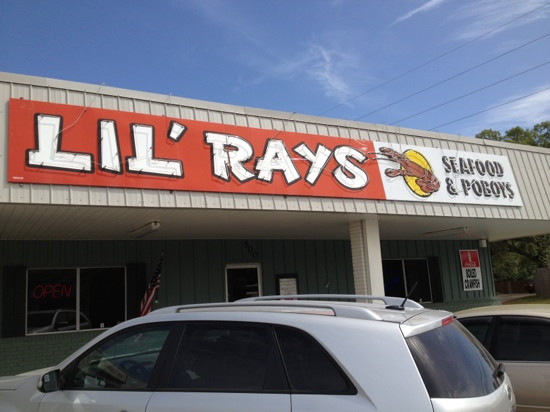 LIL' RAYS
SEAFOOD
& POBOYS
OPEN
BOILED
CRAWFISH